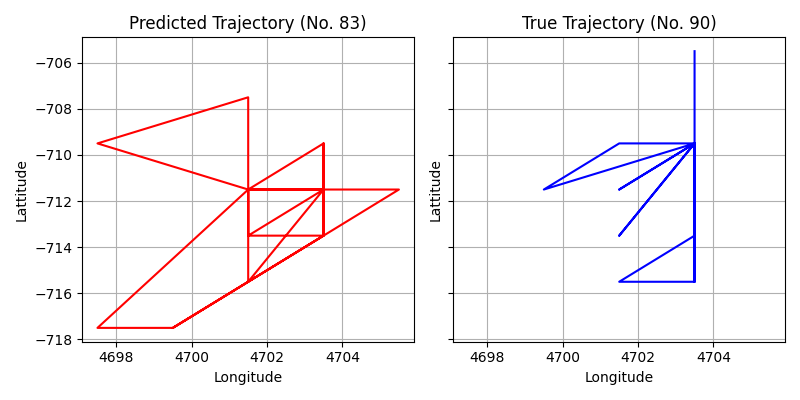 Predicted Trajectory (No. 83)
True Trajectory (No. 90)
−706
−708
−710
−712
−714
−716
−718
Lattitude
Lattitude
4698 4700 4702 4704
4698 4700 4702 4704
Longitude
Longitude